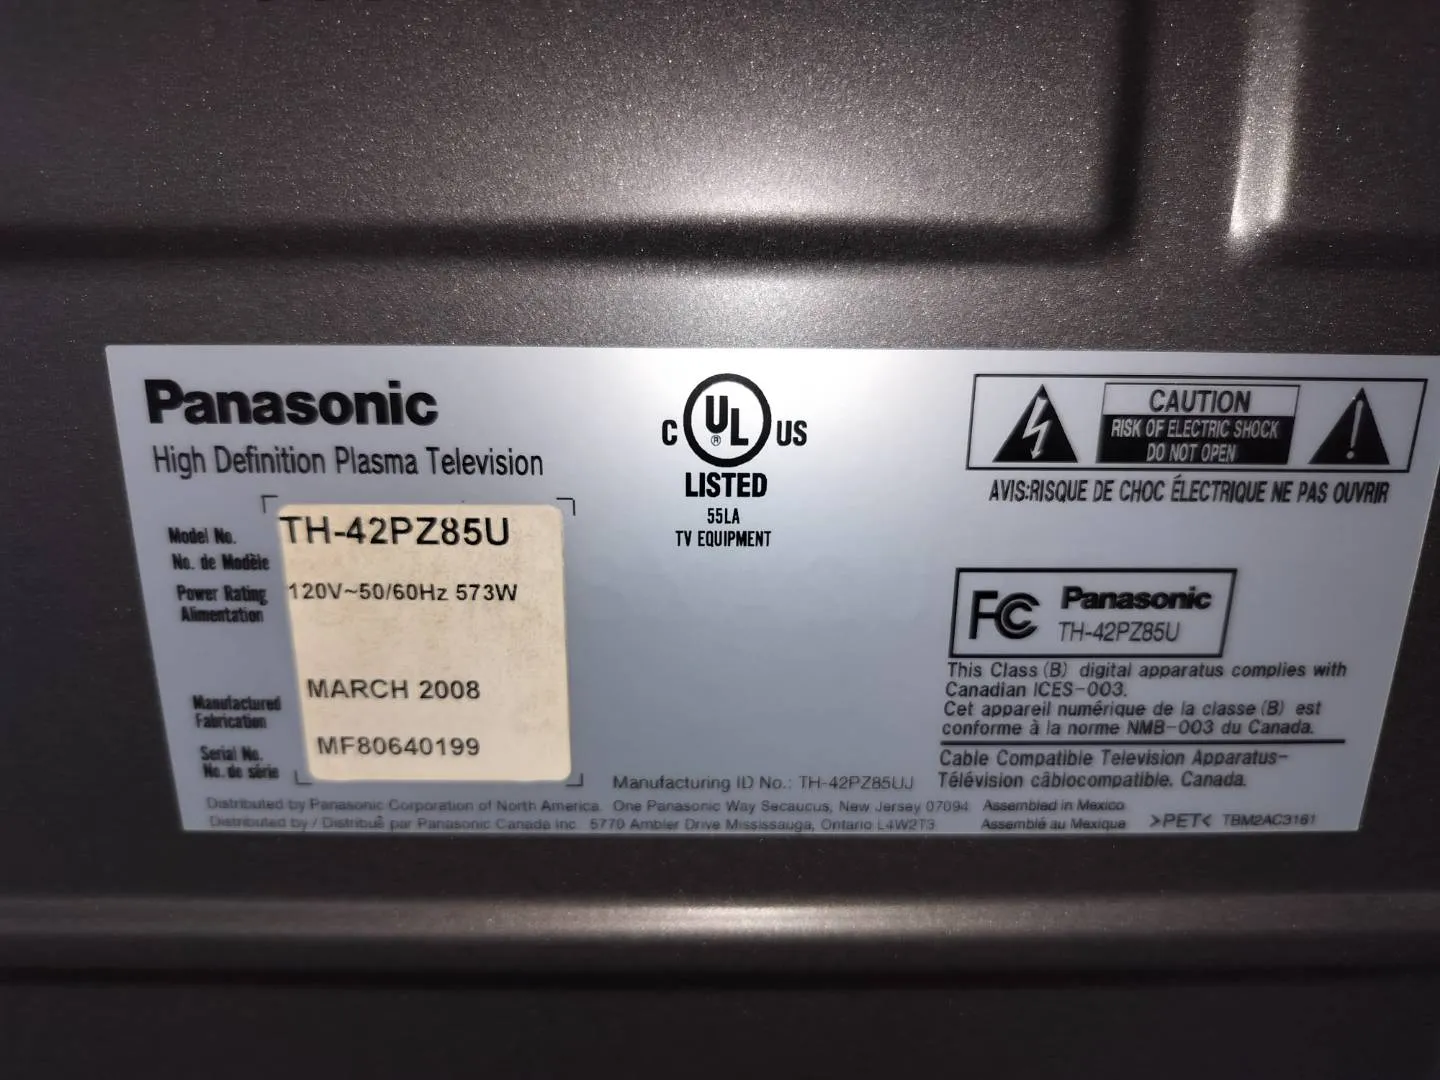 Panasonic
High Definition Plasma Television
Model No.
No. de Modèle
TH-42PZ85U
Power Rating
Alimentation
120V~50/60Hz 573W
Manufactured
Fabrication
MARCH 2008
Serial No.
No. de série
MF80640199
C UL ® US
LISTED
55LA
TV EQUIPMENT
CAUTION
RISK OF ELECTRIC SHOCK
DO NOT OPEN
AVIS:RISQUE DE CHOC ÉLECTRIQUE NE PAS OUVRIR
FC Panasonic
TH-42PZ85U
This Class (B) digital apparatus complies with
Canadian ICES-003.
Cet appareil numérique de la classe (B) est
conforme à la norme NMB-003 du Canada.
Cable Compatible Television Apparatus-
Télévision câblocompatible. Canada.
Manufacturing ID No.: TH-42PZ85UJ
Distributed by Panasonic Corporation of North America One Panasonic Way Secaucus, New Jersey 07094
Distributed by / Distribué par Panasonic Canada Inc. 5770 Ambler Drive Mississauga, Ontario L4W2T3
Assembled in Mexico
Assemblé au Mexique
>PET< TBM2AC3161